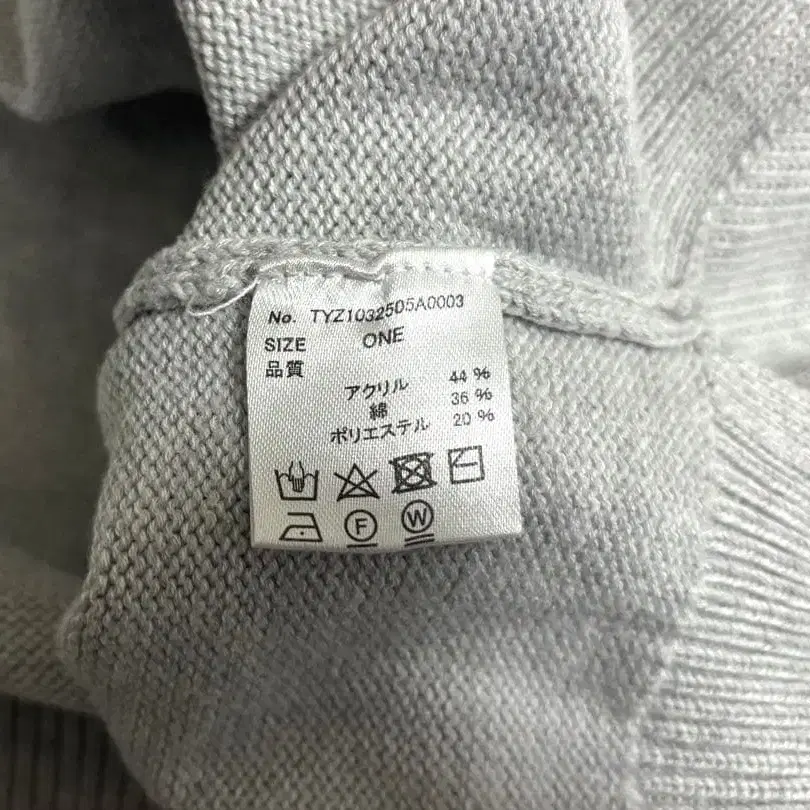 No. TYZ1032505A0003
SIZE ONE
品質
アクリル 44 %
綿 36 %
ポリエステル 20 %
F W